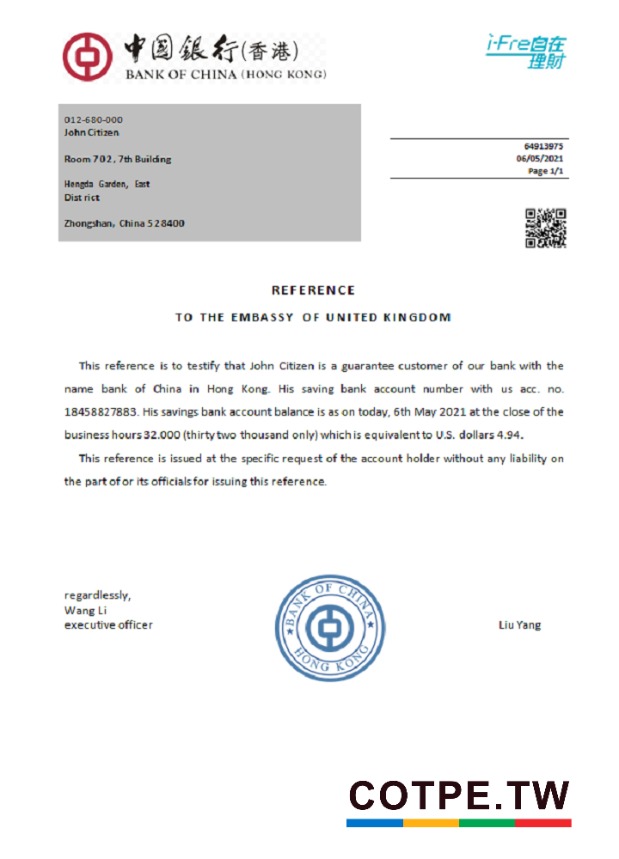 中國銀行(香港)
BANK OF CHINA (HONG KONG)
i-Fre自在
理財
012-680-000
John Citizen
Room 702, 7th Building
Hengda Garden, East
District
Zhongshan, China 528400
64913975
06/05/2021
Page 1/1
REFERENCE
TO THE EMBASSY OF UNITED KINGDOM
This reference is to testify that John Citizen is a guarantee customer of our bank with the
name bank of China in Hong Kong. His saving bank account number with us acc. no.
18458827883. His savings bank account balance is as on today, 6th May 2021 at the close of the
business hours 32.000 (thirty two thousand only) which is equivalent to U.S. dollars 4.94.
This reference is issued at the specific request of the account holder without any liability on
the part of or its officials for issuing this reference.
regardlessly,
Wang Li
executive officer
BANK OF CHINA
HONG KONG
Liu Yang
COTPE.TW